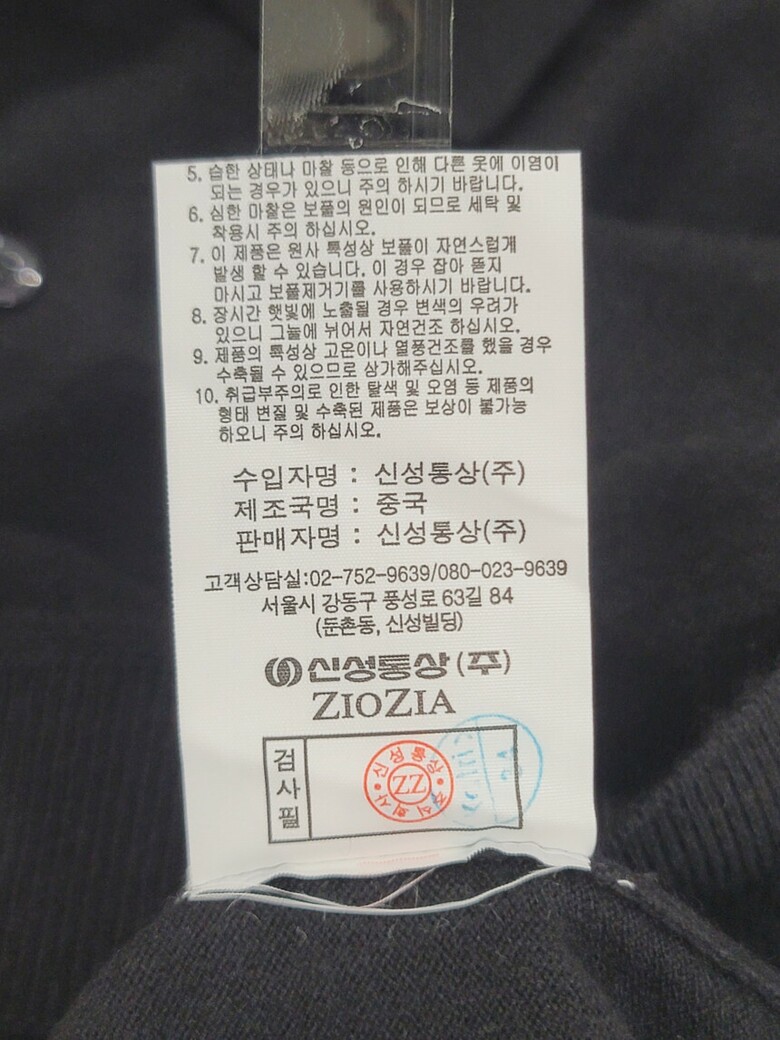 5. 습한 상태나 마찰 등으로 인해 다른 옷에 이염이
되는 경우가 있으니 주의 하시기 바랍니다.
6. 심한 마찰은 보풀의 원인이 되므로 세탁 및
착용시 주의 하십시오.
7. 이 제품은 원사 특성상 보풀이 자연스럽게
발생 할 수 있습니다. 이 경우 잡아 뜯지
마시고 보풀제거기를 사용하시기 바랍니다.
8. 장시간 햇빛에 노출될 경우 변색의 우려가
있으니 그늘에 뉘어서 자연건조 하십시오.
9. 제품의 특성상 고온이나 열풍건조를 했을 경우
수축될 수 있으므로 삼가해주십시요.
10. 취급부주의로 인한 탈색 및 오염 등 제품의
형태 변질 및 수축된 제품은 보상이 불가능
하오니 주의 하십시오.
수입자명 : 신성통상(주)
제조국명 : 중국
판매자명 : 신성통상(주)
고객상담실:02-752-9639/080-023-9639
서울시 강동구 풍성로 63길 84
(둔촌동, 신성빌딩)
신성통상(주)
ZIOZIA
검사필
신성통상
ZZ
주식회사